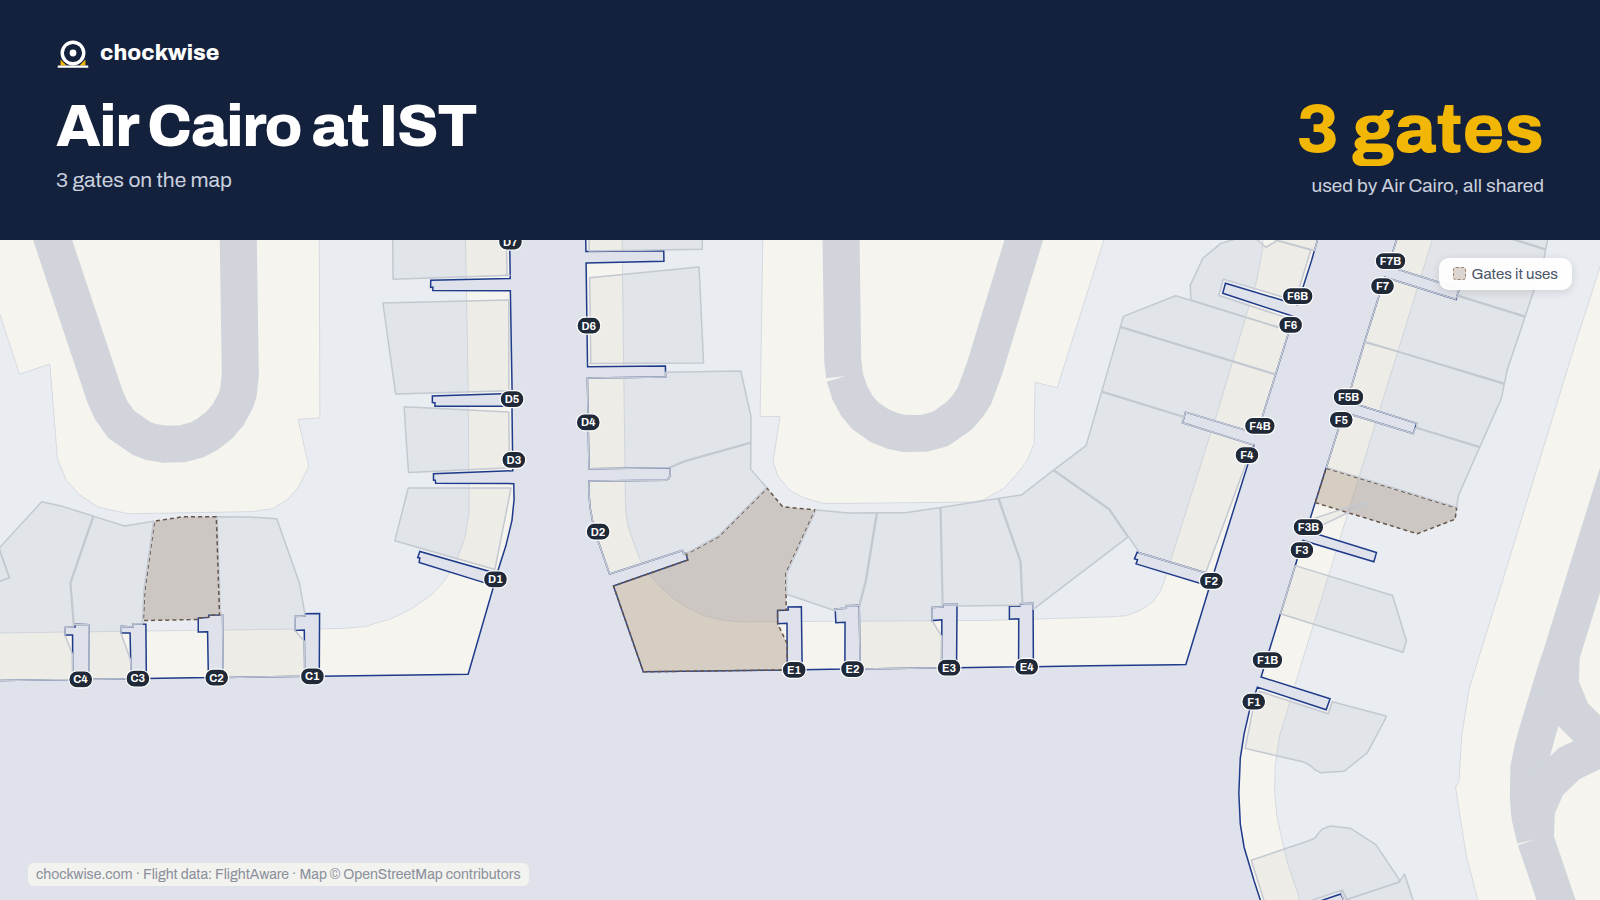 chockwise
Air Cairo at IST
3 gates on the map
3 gates
used by Air Cairo, all shared
Gates it uses
D7
D6
D5
D4
D3
D2
D1
C4
C3
C2
C1
E1
E2
E3
E4
F7B
F7
F6B
F6
F5B
F5
F4B
F4
F3B
F3
F2
F1B
F1
chockwise.com · Flight data: FlightAware · Map © OpenStreetMap contributors